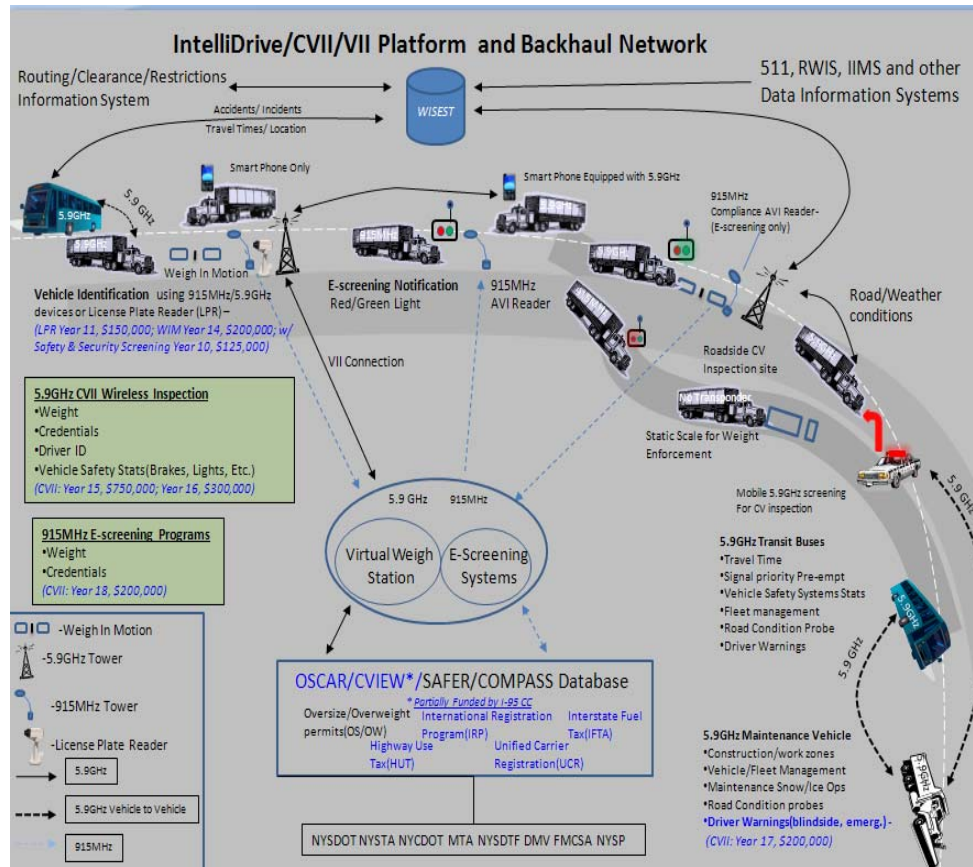 IntelliDrive/CVII/VII Platform and Backhaul Network
Routing/Clearance/Restrictions
Information System
WISEST
511, RWIS, IIMS and other
Data Information Systems
Accidents/ Incidents
Travel Times/ Location
Smart Phone Only
Smart Phone Equipped with 5.9GHz
915MHz
Compliance AVI Reader-
(E-screening only)
5.9GHz
5.9 GHz
5.9GHz
Weigh In Motion
Vehicle Identification using 915MHz/5.9GHz
devices or License Plate Reader (LPR) –
(LPR Year 11, $150,000; WIM Year 14, $200,000; w/
Safety & Security Screening Year 10, $125,000)
E-screening Notification
Red/Green Light
915MHz
AVI Reader
Road/Weather
conditions
VII Connection
Roadside CV
Inspection site
No Transponder
Static Scale for Weight
Enforcement
5.9GHz CVII Wireless Inspection
•Weight
•Credentials
•Driver ID
•Vehicle Safety Stats(Brakes, Lights, Etc.)
(CVII: Year 15, $750,000; Year 16, $300,000)
Mobile 5.9GHz screening
For CV inspection
5.9 GHz
5.9 GHz
915MHz
Virtual Weigh
Station
E-Screening
Systems
915MHz E-screening Programs
•Weight
•Credentials
(CVII: Year 18, $200,000)
5.9GHz Transit Buses
•Travel Time
•Signal priority Pre-empt
•Vehicle Safety Systems Stats
•Fleet management
•Road Condition Probe
•Driver Warnings
5.9GHz
5.9 GHz
-Weigh In Motion
-5.9GHz Tower
-915MHz Tower
-License Plate Reader
5.9GHz
5.9GHz Vehicle to Vehicle
915MHz
OSCAR/CVIEW*/SAFER/COMPASS Database
* Partially Funded by I-95 CC
Oversize/Overweight
permits(OS/OW)
International Registration
Program(IRP)
Interstate Fuel
Tax(IFTA)
Highway Use
Tax(HUT)
Unified Carrier
Registration(UCR)
NYSDOT NYSTA NYCDOT MTA NYSDTF DMV FMCSA NYSP
5.9GHz Maintenance Vehicle
•Construction/work zones
•Vehicle/Fleet Management
•Maintenance Snow/Ice Ops
•Road Condition probes
•Driver Warnings(blindside, emerg.) -
(CVII: Year 17, $200,000)
5.9GHz